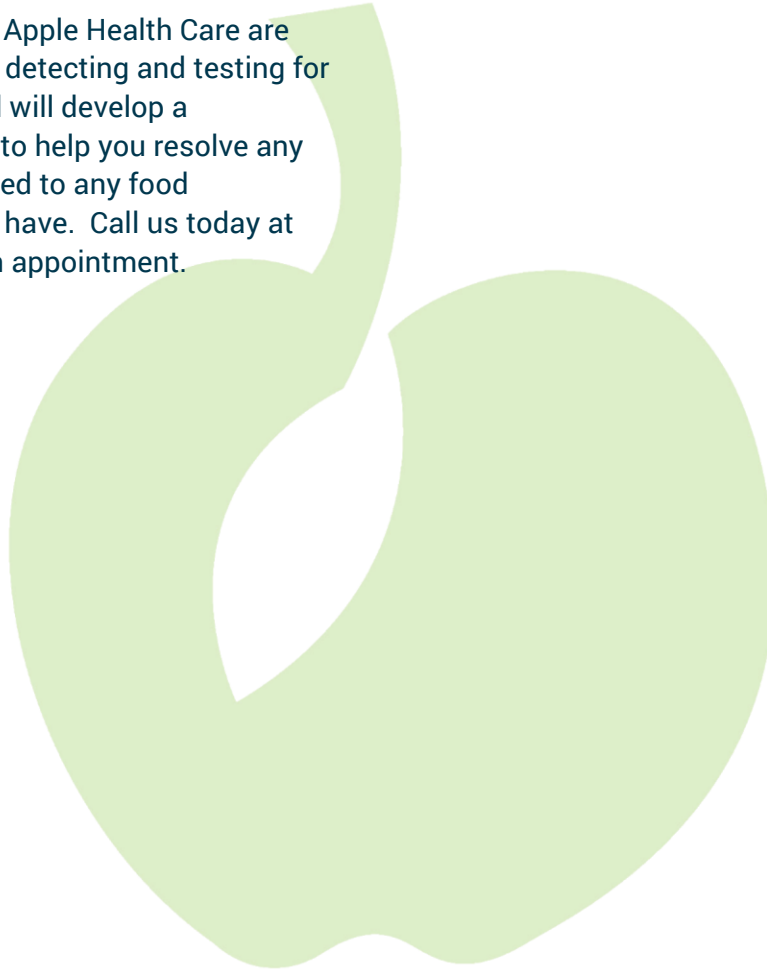 Apple Health Care are
detecting and testing for
will develop a
to help you resolve any
to any food
have.  Call us today at
appointment.